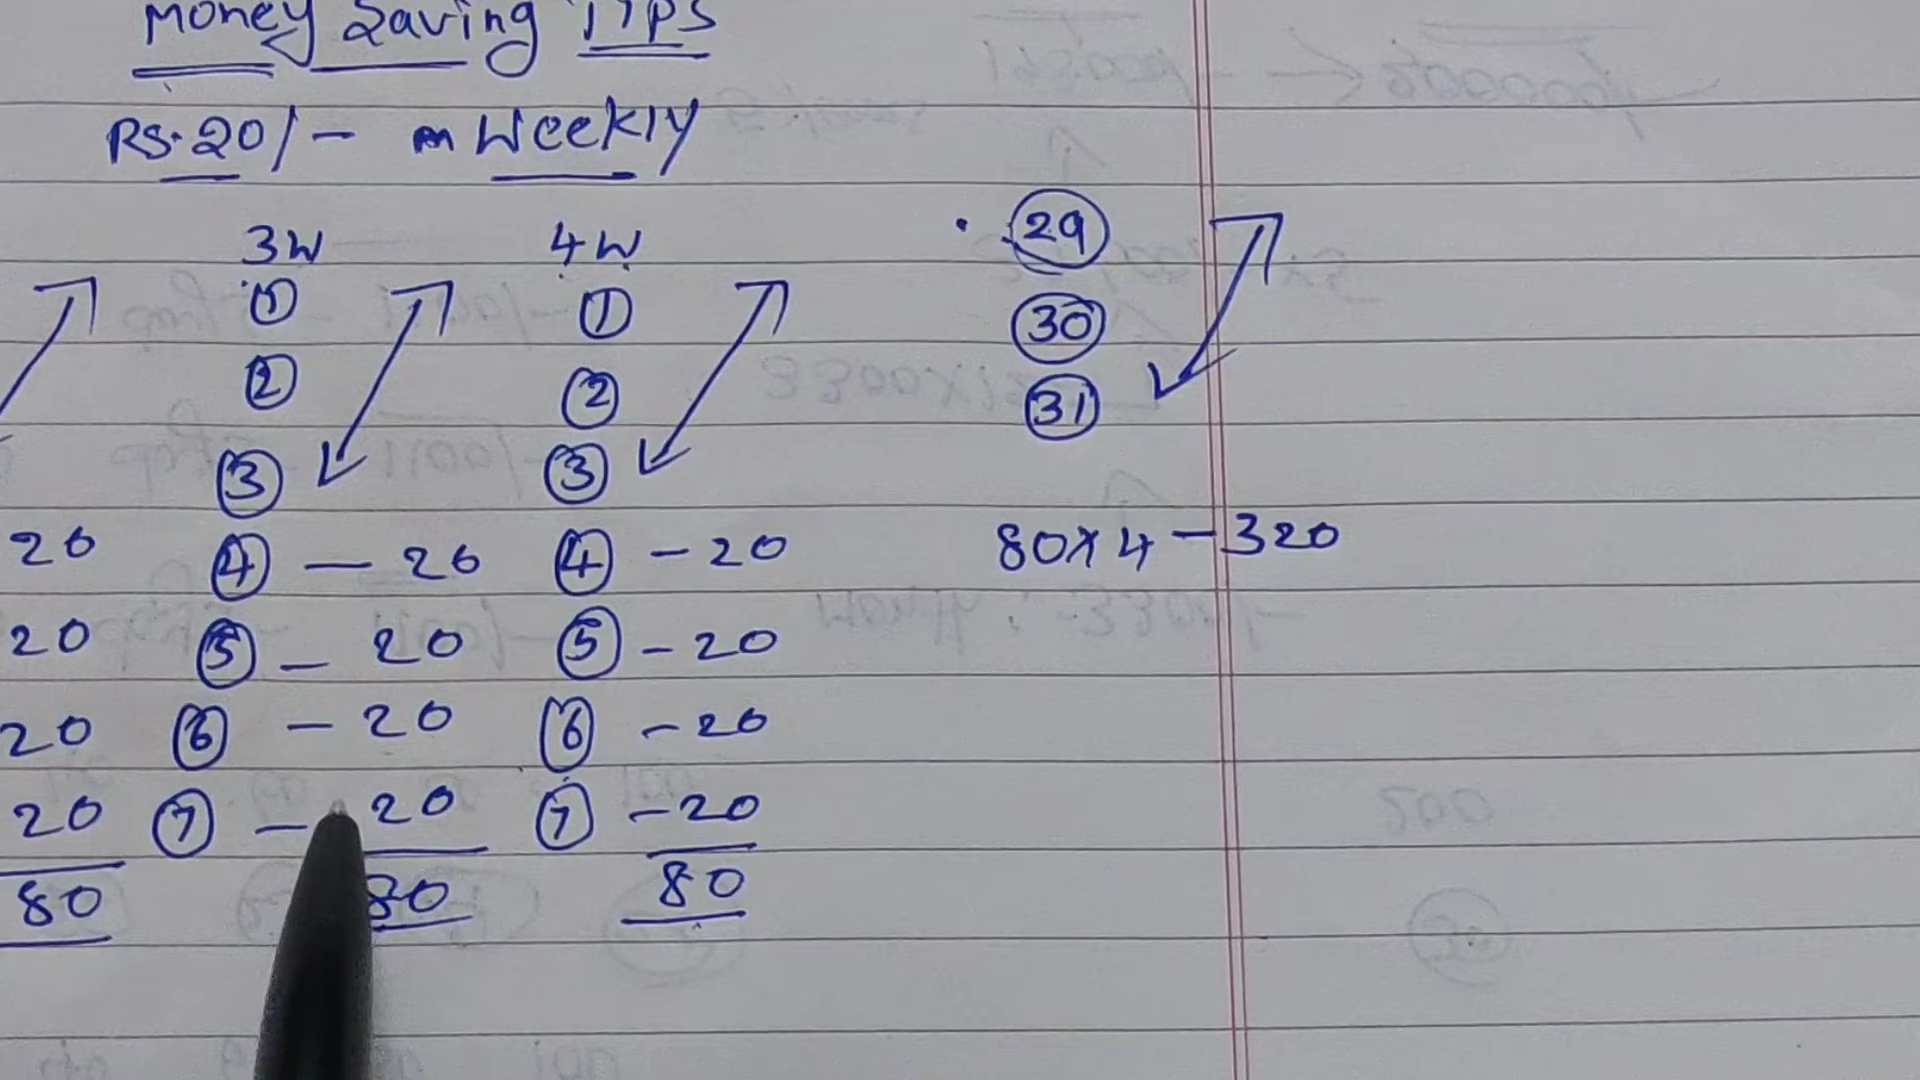 Money Saving Tips
RS.20/- Weekly
3W 4W 29
① ① 30
② ② 31
③ ③
20 ④ — 20 ④ - 20 80x4 - 320
20 ⑤ - 20 ⑤ - 20
20 ⑥ - 20 ⑥ - 20
20 ⑦ - 20 ⑦ - 20
80 80 80